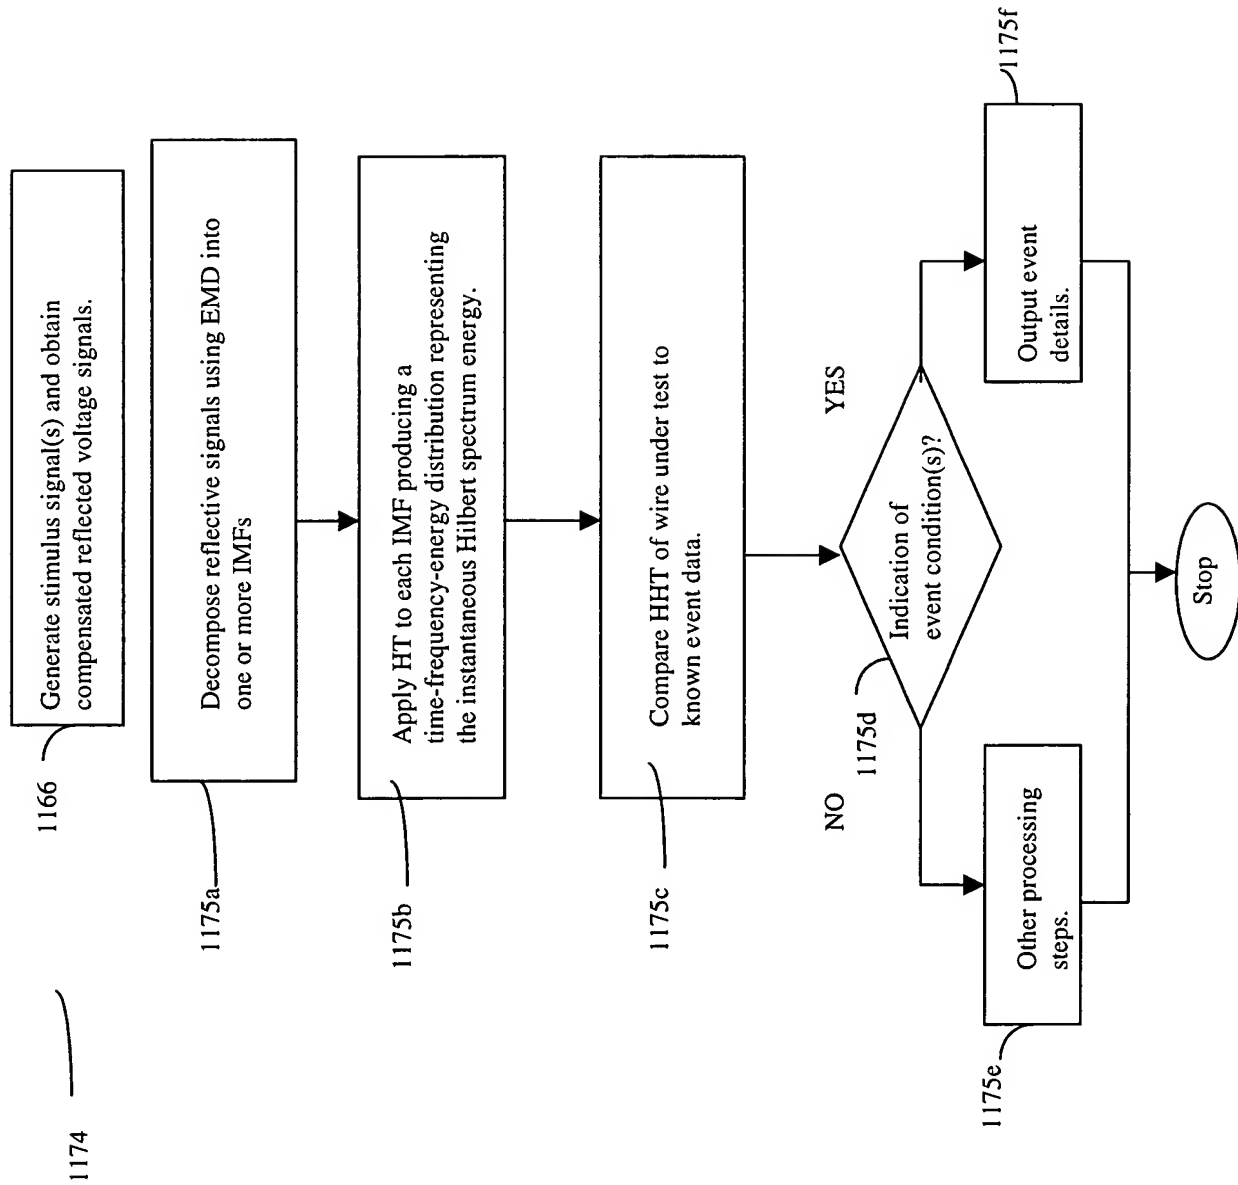 1174
1166
Generate stimulus signal(s) and obtain
compensated reflected voltage signals.
1175a
Decompose reflective signals using EMD into
one or more IMFs
1175b
Apply HT to each IMF producing a
time-frequency-energy distribution representing
the instantaneous Hilbert spectrum energy.
1175c
Compare HHT of wire under test to
known event data.
NO
1175d
Indication of
event condition(s)?
YES
1175e
Other processing
steps.
Output event
details.
1175f
Stop